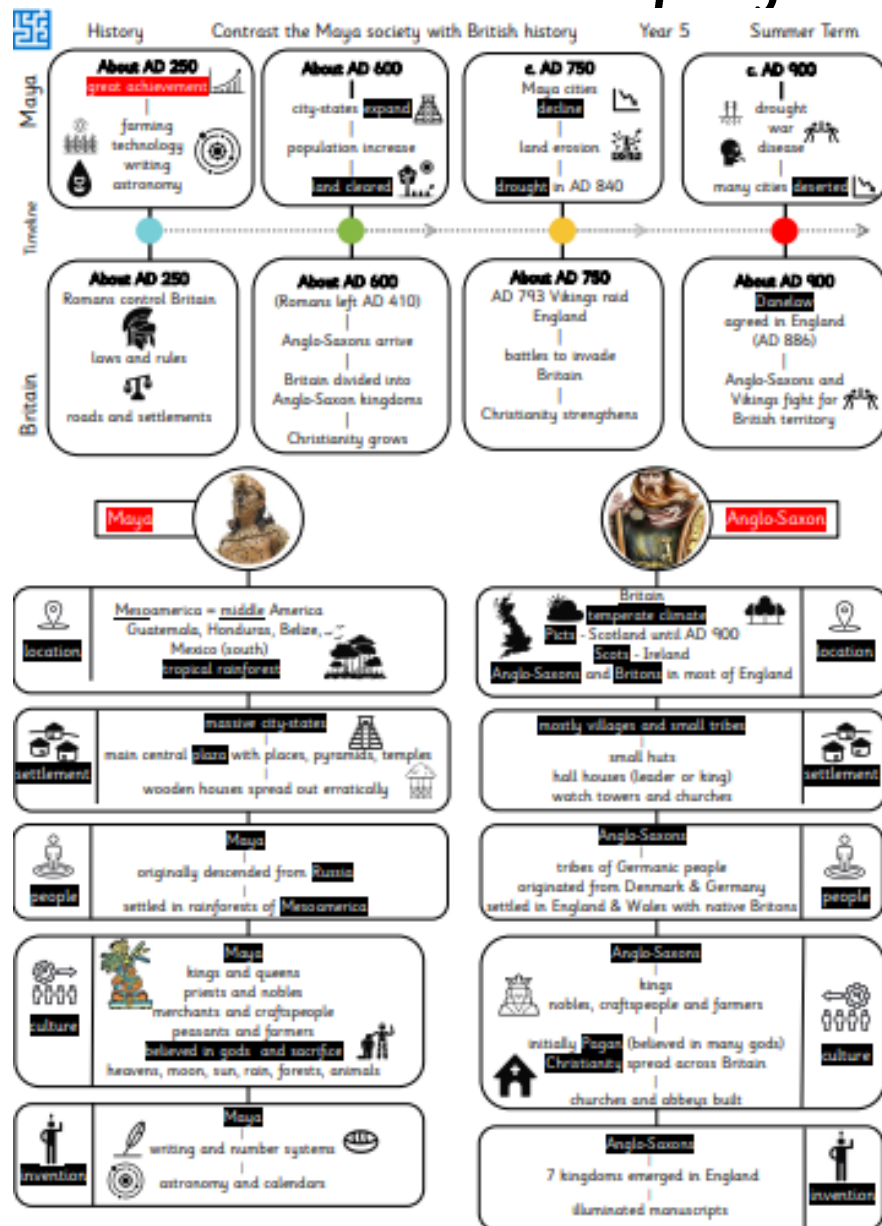 History Contrast the Maya society with British history Year 5 Summer Term
Maya
About AD 250
great achievement
farming
technology
writing
astronomy
About AD 600
city-states expand
population increase
land cleared
c. AD 750
Maya cities
decline
land erosion
drought in AD 840
c. AD 900
drought
war
disease
many cities deserted
Timeline
Britain
About AD 250
Romans control Britain
laws and rules
roads and settlements
About AD 600
(Romans left AD 410)
Anglo-Saxons arrive
Britain divided into
Anglo-Saxon kingdoms
Christianity grows
About AD 750
AD 793 Vikings raid
England
battles to invade
Britain
Christianity strengthens
About AD 900
Danelaw
agreed in England
(AD 886)
Anglo-Saxons and
Vikings fight for
British territory
Maya
location
Mesoamerica = middle America
Guatemala, Honduras, Belize,
Mexico (south)
tropical rainforest
settlement
massive city-states
main central plaza with places, pyramids, temples
wooden houses spread out erratically
people
Maya
originally descended from Russia
settled in rainforests of Mesoamerica
culture
Maya
kings and queens
priests and nobles
merchants and craftspeople
peasants and farmers
believed in gods and sacrifice
heavens, moon, sun, rain, forests, animals
invention
Maya
writing and number systems
astronomy and calendars
Anglo-Saxon
Britain
temperate climate
Picts - Scotland until AD 900
Scots - Ireland
Anglo-Saxons and Britons in most of England
location
mostly villages and small tribes
small huts
hall houses (leader or king)
watch towers and churches
settlement
Anglo-Saxons
tribes of Germanic people
originated from Denmark & Germany
settled in England & Wales with native Britons
people
Anglo-Saxons
kings
nobles, craftspeople and farmers
initially Pagan (believed in many gods)
Christianity spread across Britain
churches and abbeys built
culture
Anglo-Saxons
7 kingdoms emerged in England
illuminated manuscripts
invention